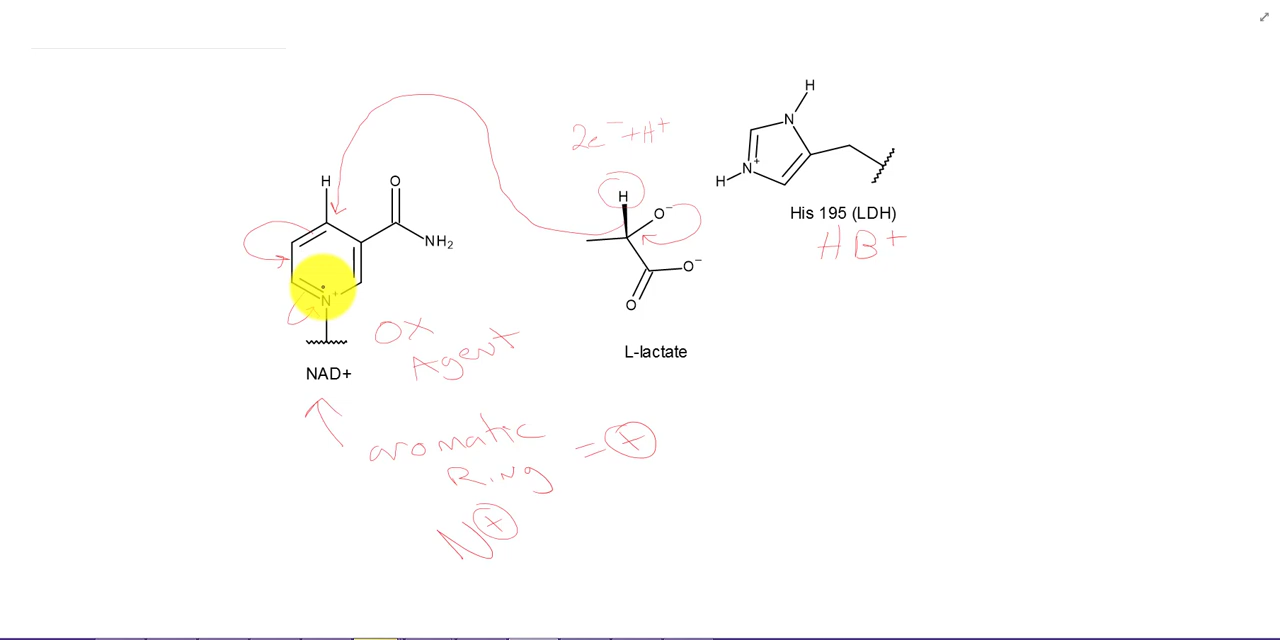 H
2e⁻ + H⁺
H
O
H
N
H
O⁻
N⁺
H
His 195 (LDH)
HB+
NH₂
O⁻
N⁺
O
OX
Agent
L-lactate
NAD+
aromatic = +
Ring
N+